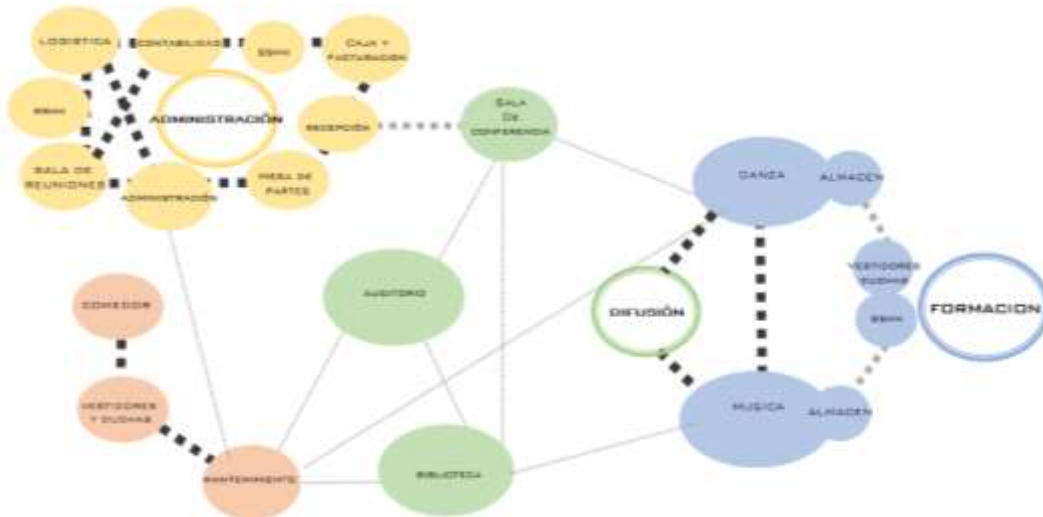 LOGISTICA
CONTABILIDAD
SSHH
CAJA Y
FACTURACION
SSHH
ADMINISTRACIÓN
RECEPCIÓN
SALA
DE
CONFERENCIA
SALA DE
REUNIONES
ADMINISTRACIÓN
MESA DE
PARTES
DANZA
ALMACEN
COMEDOR
AUDITORIO
DIFUSIÓN
VESTIDORES
DUCHAS
SSHH
FORMACION
VESTIDORES
Y DUCHAS
MUSICA
ALMACEN
MANTENIMIENTO
BIBLIOTECA